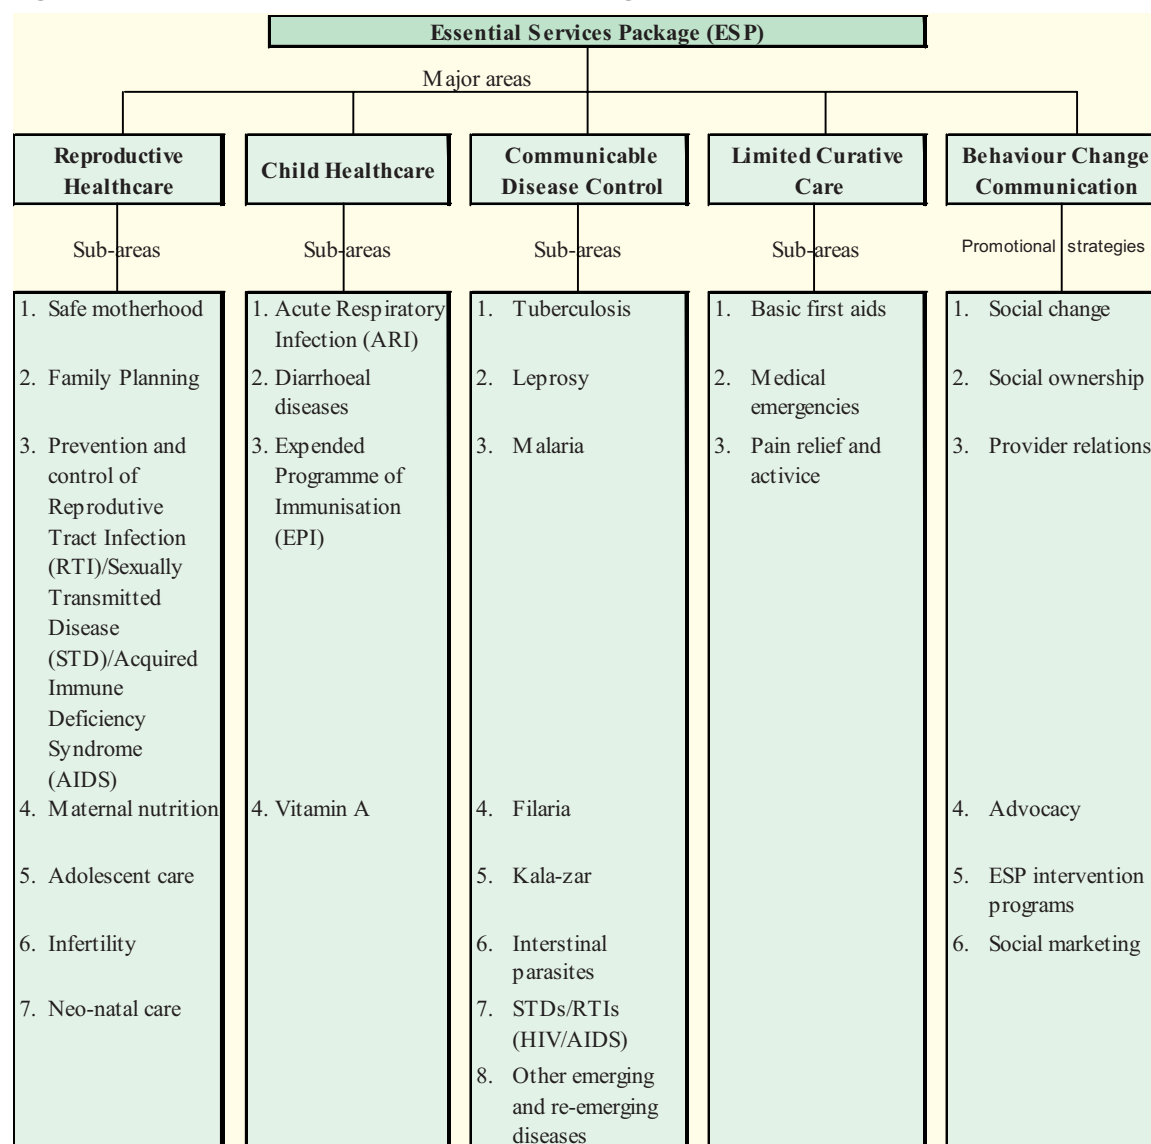 Essential Services Package (ESP)
Major areas
Reproductive
Healthcare
Child Healthcare
Communicable
Disease Control
Limited Curative
Care
Behaviour Change
Communication
Sub-areas
Sub-areas
Sub-areas
Sub-areas
Promotional strategies
1. Safe motherhood
2. Family Planning
3. Prevention and
control of
Reprodutive
Tract Infection
(RTI)/Sexually
Transmitted
Disease
(STD)/Acquired
Immune
Deficiency
Syndrome
(AIDS)
4. Maternal nutrition
5. Adolescent care
6. Infertility
7. Neo-natal care
1. Acute Respiratory
Infection (ARI)
2. Diarrhoeal
diseases
3. Expended
Programme of
Immunisation
(EPI)
4. Vitamin A
1. Tuberculosis
2. Leprosy
3. Malaria
4. Filaria
5. Kala-zar
6. Interstinal
parasites
7. STDs/RTIs
(HIV/AIDS)
8. Other emerging
and re-emerging
diseases
1. Basic first aids
2. Medical
emergencies
3. Pain relief and
activice
1. Social change
2. Social ownership
3. Provider relations
4. Advocacy
5. ESP intervention
programs
6. Social marketing